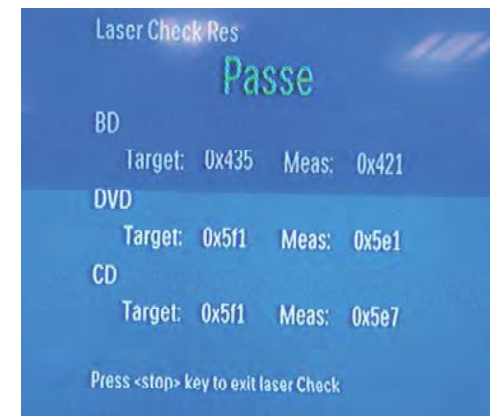 Laser Check Res
Passe
BD
Target: 0x435 Meas: 0x421
DVD
Target: 0x5f1 Meas: 0x5e1
CD
Target: 0x5f1 Meas: 0x5e7
Press <stop> key to exit laser Check